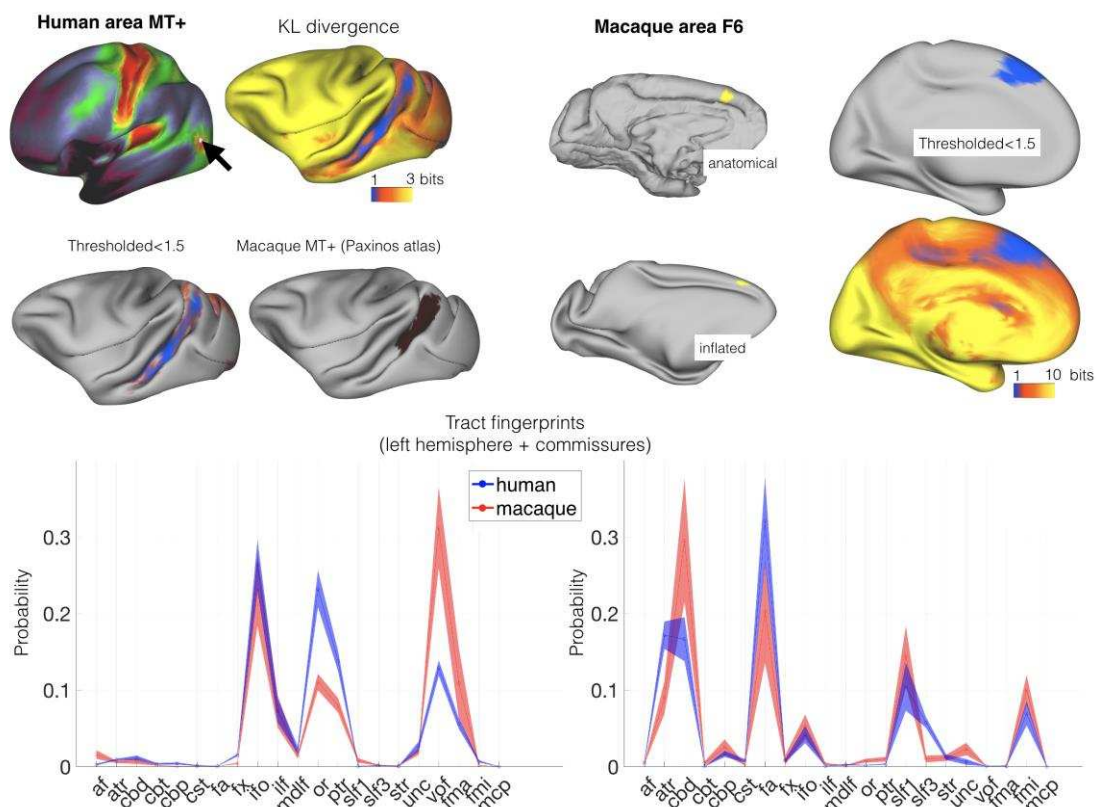 Human area MT+
KL divergence
Macaque area F6
1 3 bits
anatomical
Thresholded<1.5
Thresholded<1.5
Macaque MT+ (Paxinos atlas)
inflated
1 10 bits
Tract fingerprints
(left hemisphere + commissures)
human
macaque
Probability
0.3
0.2
0.1
0
af atr cbd cbt cbp cst fa fx ifo ilf mdlf or ptr slf1 slf3 str unc vof fma fmi mcp
Probability
0.3
0.2
0.1
0
af atr cbd cbt cbp cst fa fx ifo ilf mdlf or ptr slf1 slf3 str unc vof fma fmi mcp